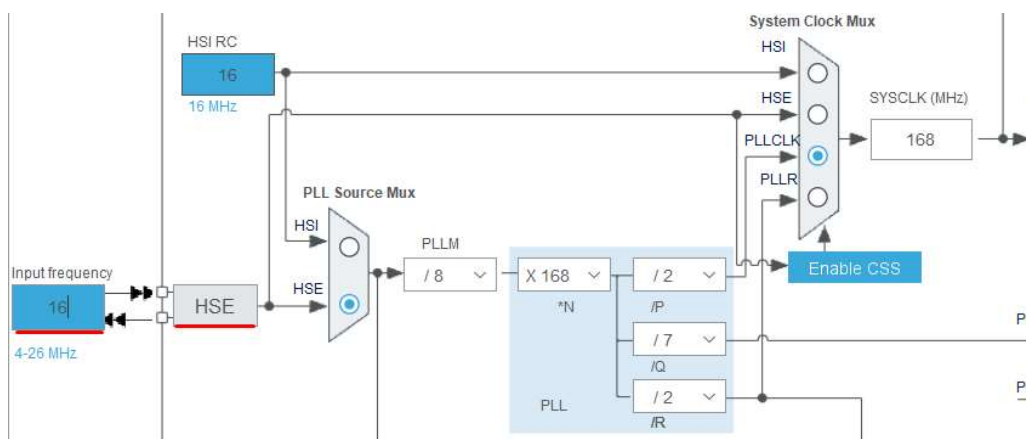 System Clock Mux
HSI RC
16
16 MHz
HSI
HSE
SYSCLK (MHz)
168
PLLCLK
PLLR
PLL Source Mux
HSI
PLLM
/ 8
X 168
/ 2
Enable CSS
Input frequency
16
HSE
HSE
*N
/P
4-26 MHz
/ 7
/Q
P
PLL
/ 2
/R
P